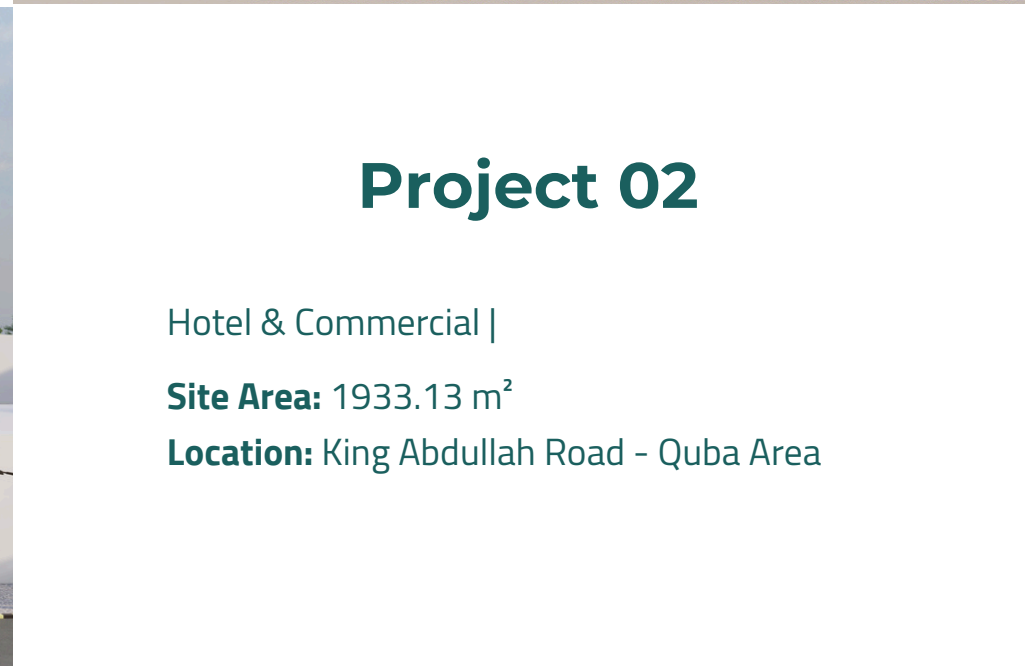 Project 02
Hotel & Commercial |
Site Area: 1933.13 m²
Location: King Abdullah Road - Quba Area